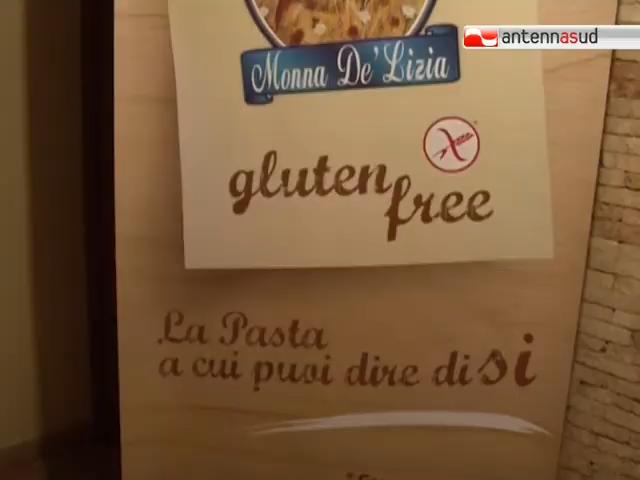 antennasud
Monna De' Lizia
gluten
free
La Pasta
a cui puoi dire di sì